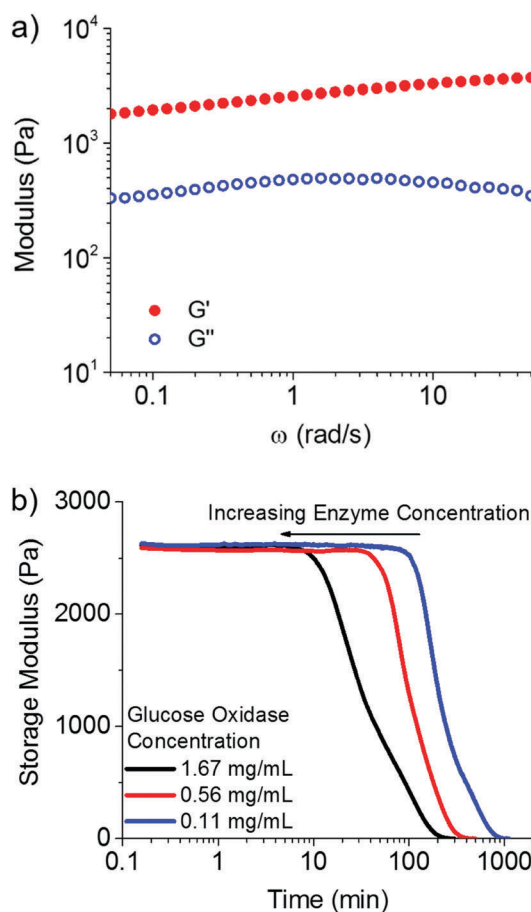 a)
Modulus (Pa)
10⁴
10³
10²
10¹
G'
G"
0.1
1
10
ω (rad/s)
b)
Storage Modulus (Pa)
3000
2000
1000
0
Increasing Enzyme Concentration
Glucose Oxidase
Concentration
1.67 mg/mL
0.56 mg/mL
0.11 mg/mL
0.1
1
10
100
1000
Time (min)